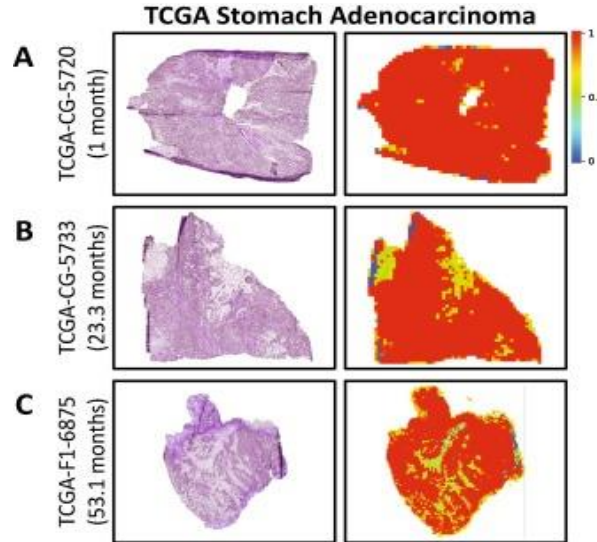 TCGA Stomach Adenocarcinoma
A
TCGA-CG-5720
(1 month)
1
0.
0
B
TCGA-CG-5733
(23.3 months)
C
TCGA-F1-6875
(53.1 months)